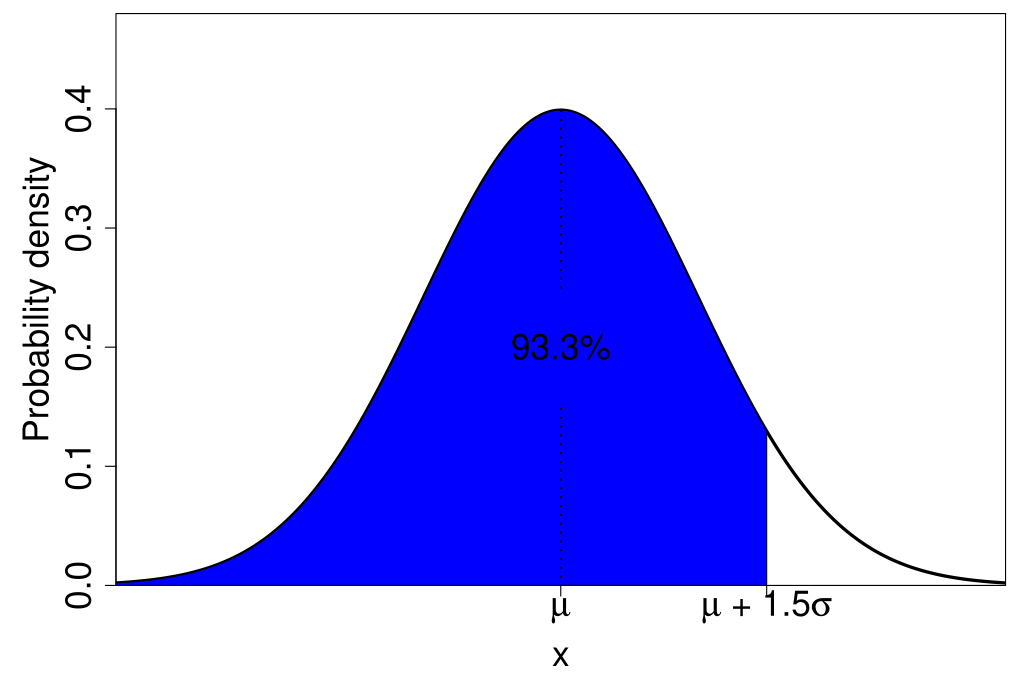 Probability density
0.4
0.3
0.2
0.1
0.0
93.3%
μ
μ + 1.5σ
x